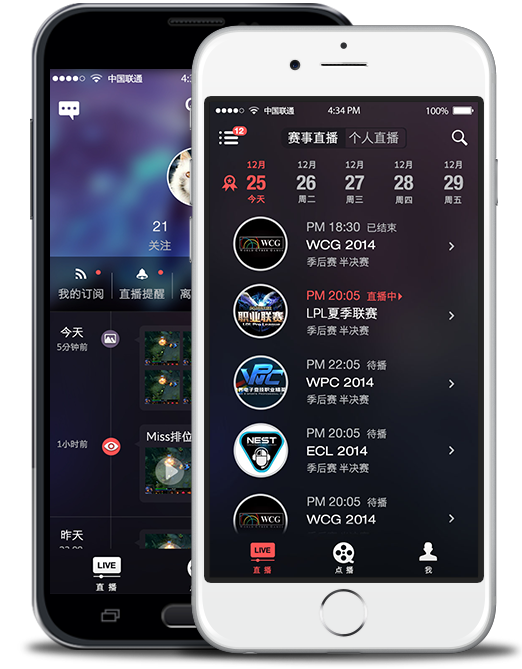 中国联通
21
关注
我的订阅
直播提醒
今天
5分钟前
1小时前
Miss排位
昨天
LIVE
直 播
中国联通
4:34 PM
100%
12
赛事直播
个人直播
12月
25
今天
12月
26
周二
12月
27
周三
12月
28
周四
12月
29
周五
WCG
PM 18:30 已结束
WCG 2014
季后赛 半决赛
职业联赛
LOL Pro League
PM 20:05 直播中
LPL夏季联赛
季后赛 半决赛
WPC
PM 22:05 待播
WPC 2014
季后赛 半决赛
NEST
PM 20:05 待播
ECL 2014
季后赛 半决赛
WCG
PM 20:05 待播
WCG 2014
LIVE
直 播
点 播
我